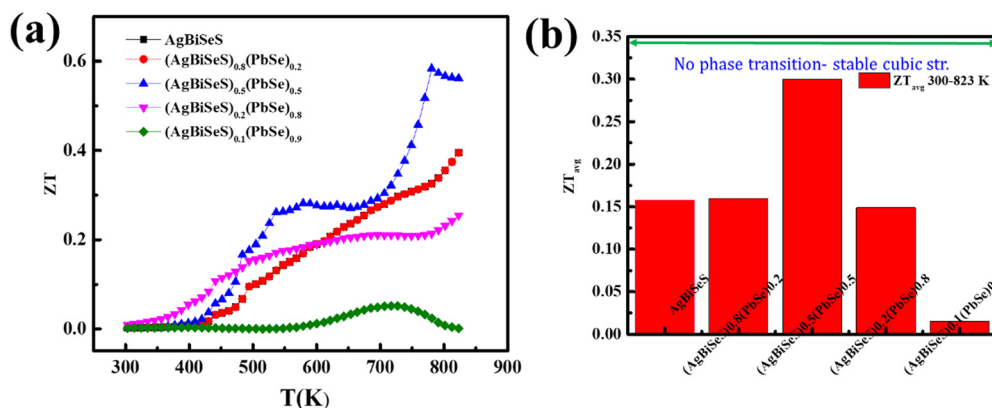 (a)
AgBiSeS
(AgBiSeS)0.8(PbSe)0.2
(AgBiSeS)0.5(PbSe)0.5
(AgBiSeS)0.2(PbSe)0.8
(AgBiSeS)0.1(PbSe)0.9
ZT
0.6
0.4
0.2
0.0
300 400 500 600 700 800 900
T(K)
(b)
No phase transition- stable cubic str.
ZTavg 300-823 K
ZTavg
0.35
0.30
0.25
0.20
0.15
0.10
0.05
0.00
AgBiSeS
(AgBiSeS)0.8(PbSe)0.2
(AgBiSeS)0.5(PbSe)0.5
(AgBiSeS)0.2(PbSe)0.8